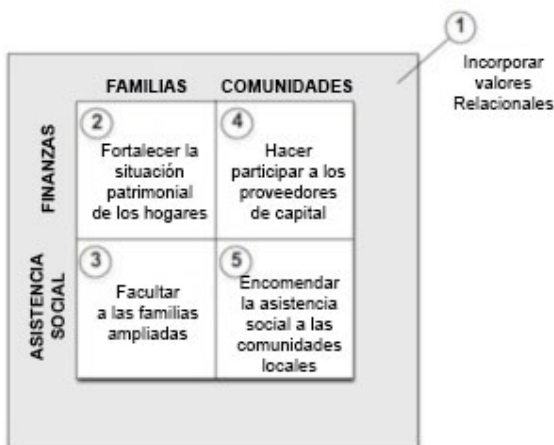 1
Incorporar
valores
Relacionales
FAMILIAS COMUNIDADES
FINANZAS
2
Fortalecer la
situación
patrimonial
de los hogares
4
Hacer
participar a los
proveedores
de capital
ASISTENCIA
SOCIAL
3
Facultar
a las familias
ampliadas
5
Encomendar
la asistencia
social a las
comunidades
locales